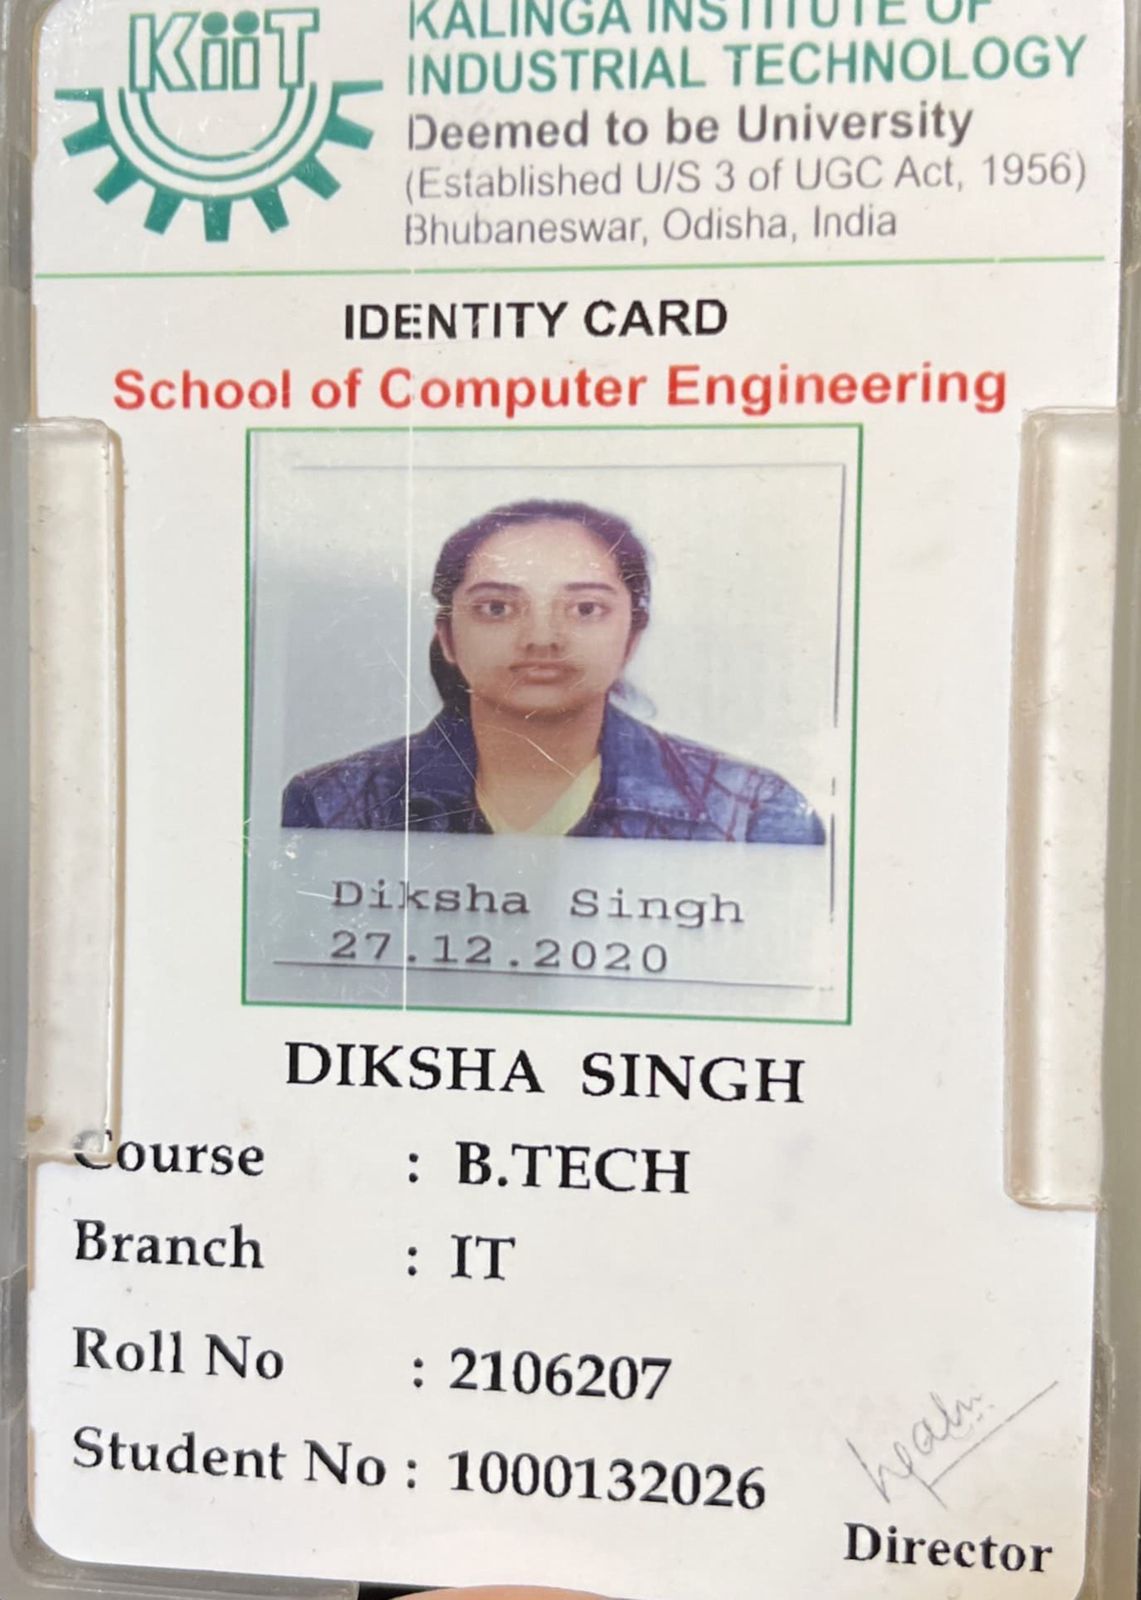 KiiT
KALINGA INSTITUTE OF
INDUSTRIAL TECHNOLOGY
Deemed to be University
(Established U/S 3 of UGC Act, 1956)
Bhubaneswar, Odisha, India
IDENTITY CARD
School of Computer Engineering
Diksha Singh
27.12.2020
DIKSHA SINGH
Course : B.TECH
Branch : IT
Roll No : 2106207
Student No : 1000132026
Director